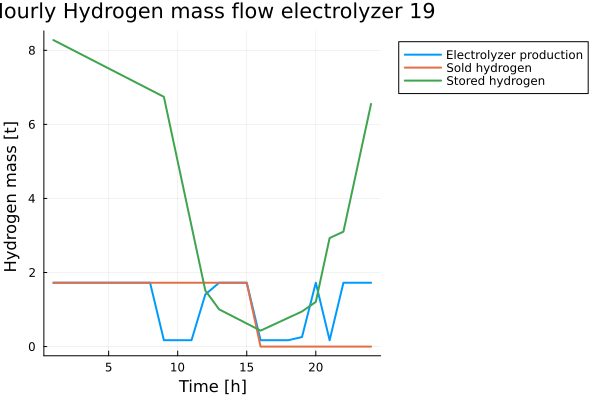 ourly Hydrogen mass flow electrolyzer 19
Electrolyzer production
Sold hydrogen
Stored hydrogen
Hydrogen mass [t]
8
6
4
2
0
5 10 15 20
Time [h]